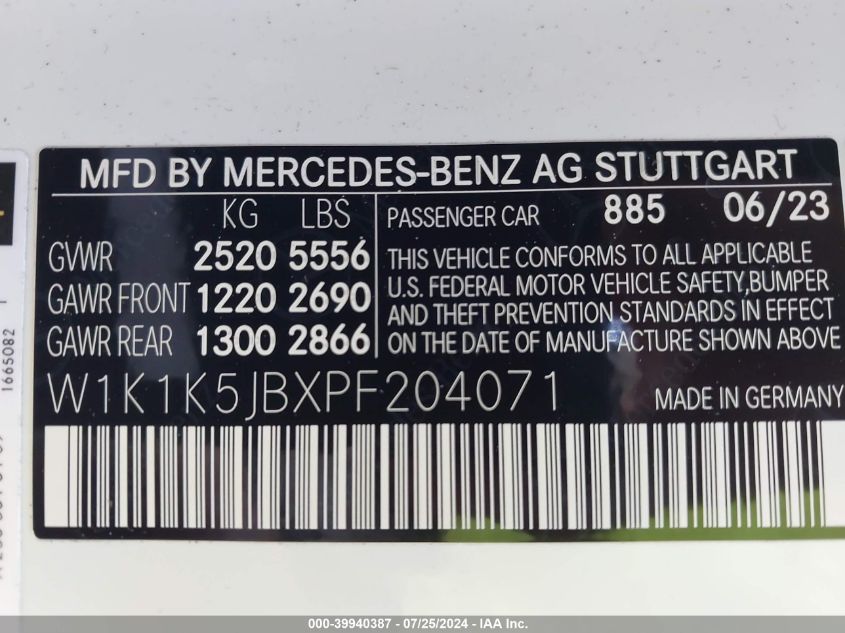 MFD BY MERCEDES-BENZ AG STUTTGART
KG LBS
GVWR 2520 5556
GAWR FRONT 1220 2690
GAWR REAR 1300 2866
PASSENGER CAR 885 06/23
THIS VEHICLE CONFORMS TO ALL APPLICABLE
U.S. FEDERAL MOTOR VEHICLE SAFETY,BUMPER
AND THEFT PREVENTION STANDARDS IN EFFECT
ON THE DATE OF MANUFACTURE SHOWN ABOVE
W1K1K5JBXPF204071 MADE IN GERMANY
1665082
000-39940387 - 07/25/2024 - IAA Inc.